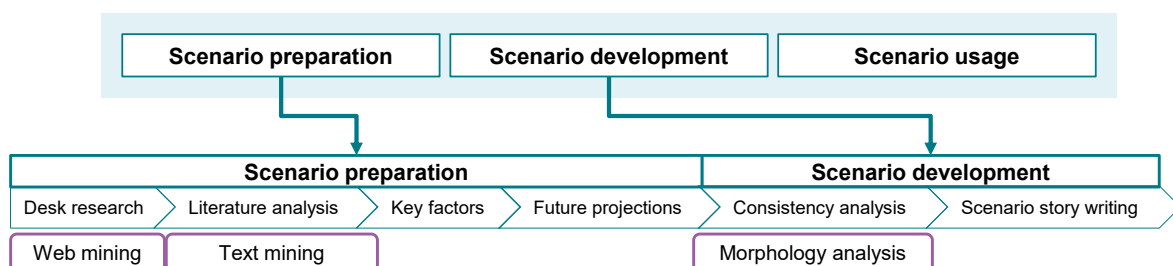 Scenario preparation
Scenario development
Scenario usage
Scenario preparation
Scenario development
Desk research
Literature analysis
Key factors
Future projections
Consistency analysis
Scenario story writing
Web mining
Text mining
Morphology analysis